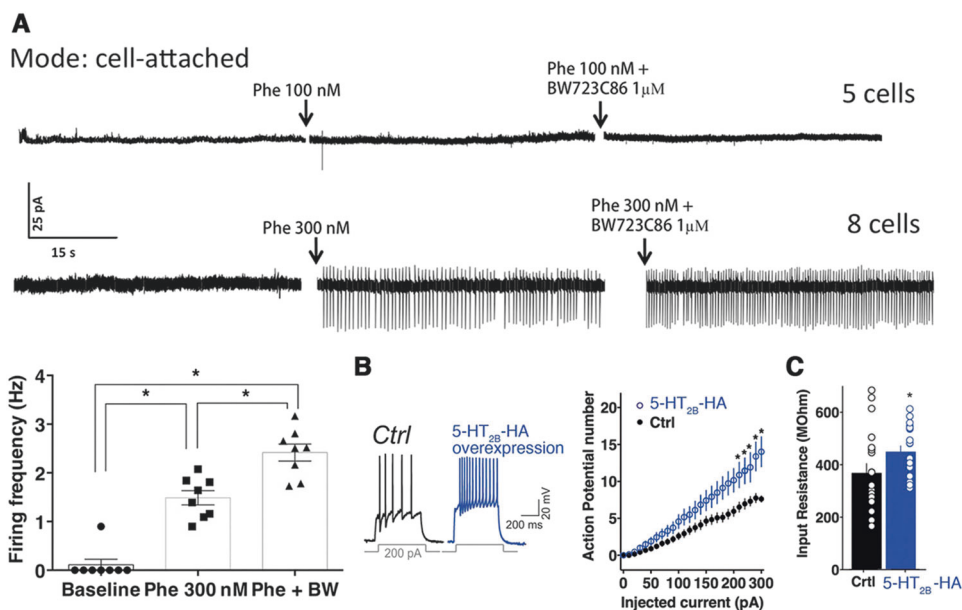 A
Mode: cell-attached
Phe 100 nM
Phe 100 nM +
BW723C86 1µM
5 cells
25 pA
15 s
Phe 300 nM
Phe 300 nM +
BW723C86 1µM
8 cells
Firing frequency (Hz)
4
3
2
1
0
*
*
*
Baseline
Phe 300 nM
Phe + BW
B
Ctrl
5-HT2B-HA
overexpression
20 mV
200 ms
200 pA
Action Potential number
20
15
10
5
0
5-HT2B-HA
Ctrl
* * * * *
0
50
100
150
200
250
300
Injected current (pA)
C
Input Resistance (MOhm)
600
400
200
0
*
Crtl
5-HT2B-HA